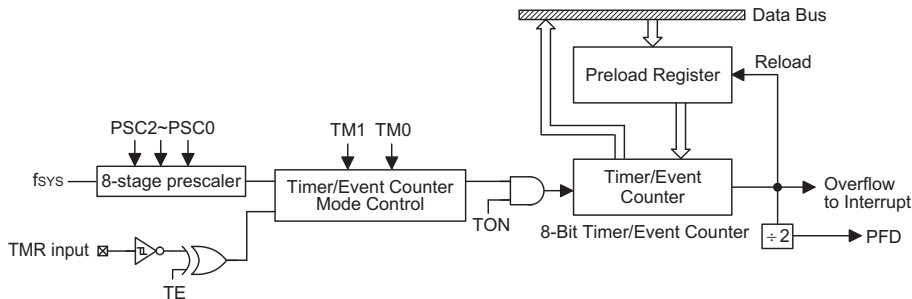 Data Bus
Preload Register
Reload
PSC2~PSC0
TM1 TM0
fSYS
8-stage prescaler
Timer/Event Counter
Mode Control
TON
Timer/Event
Counter
8-Bit Timer/Event Counter
Overflow
to Interrupt
÷2
PFD
TMR input
TE